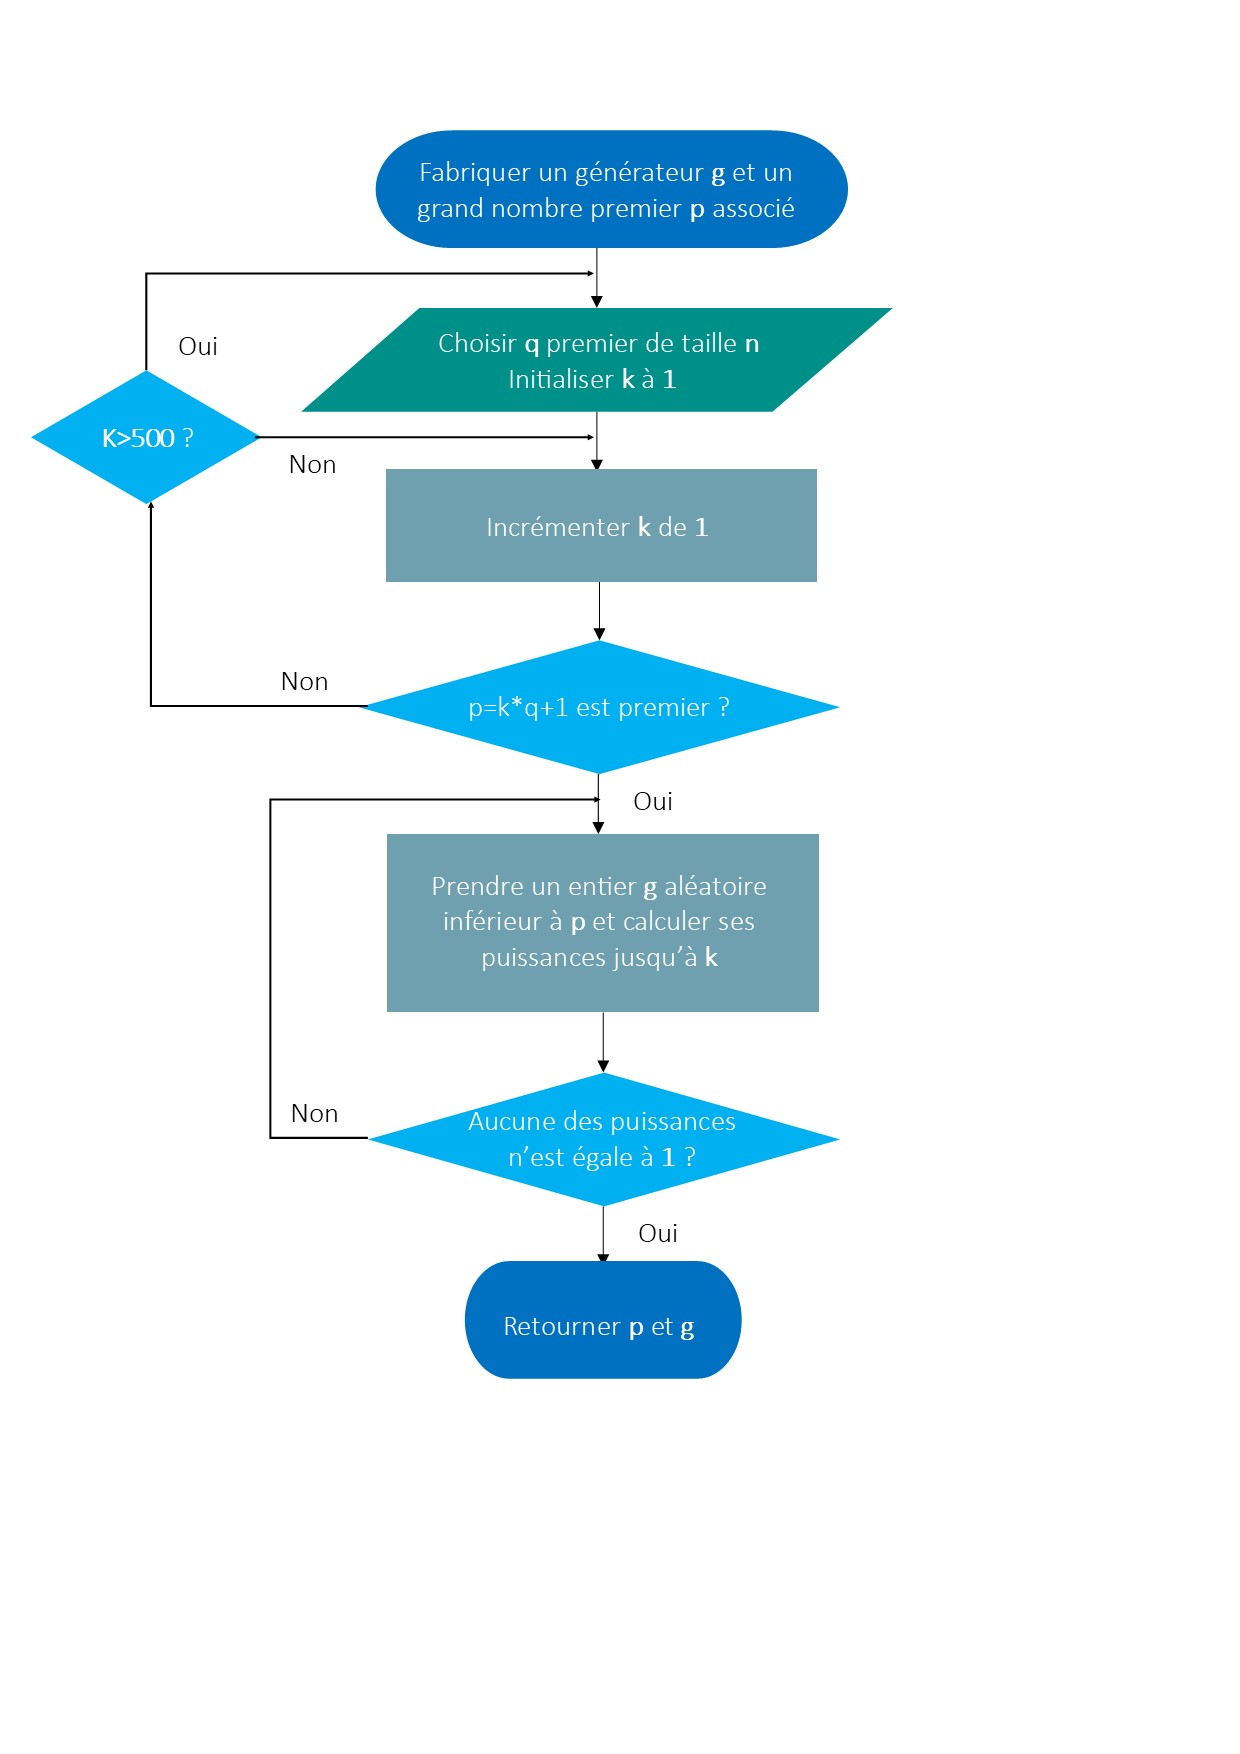 Fabriquer un générateur g et un
grand nombre premier p associé
Oui
Choisir q premier de taille n
Initialiser k à 1
K>500 ?
Non
Incrémenter k de 1
Non
p=k*q+1 est premier ?
Oui
Prendre un entier g aléatoire
inférieur à p et calculer ses
puissances jusqu’à k
Non
Aucune des puissances
n’est égale à 1 ?
Oui
Retourner p et g